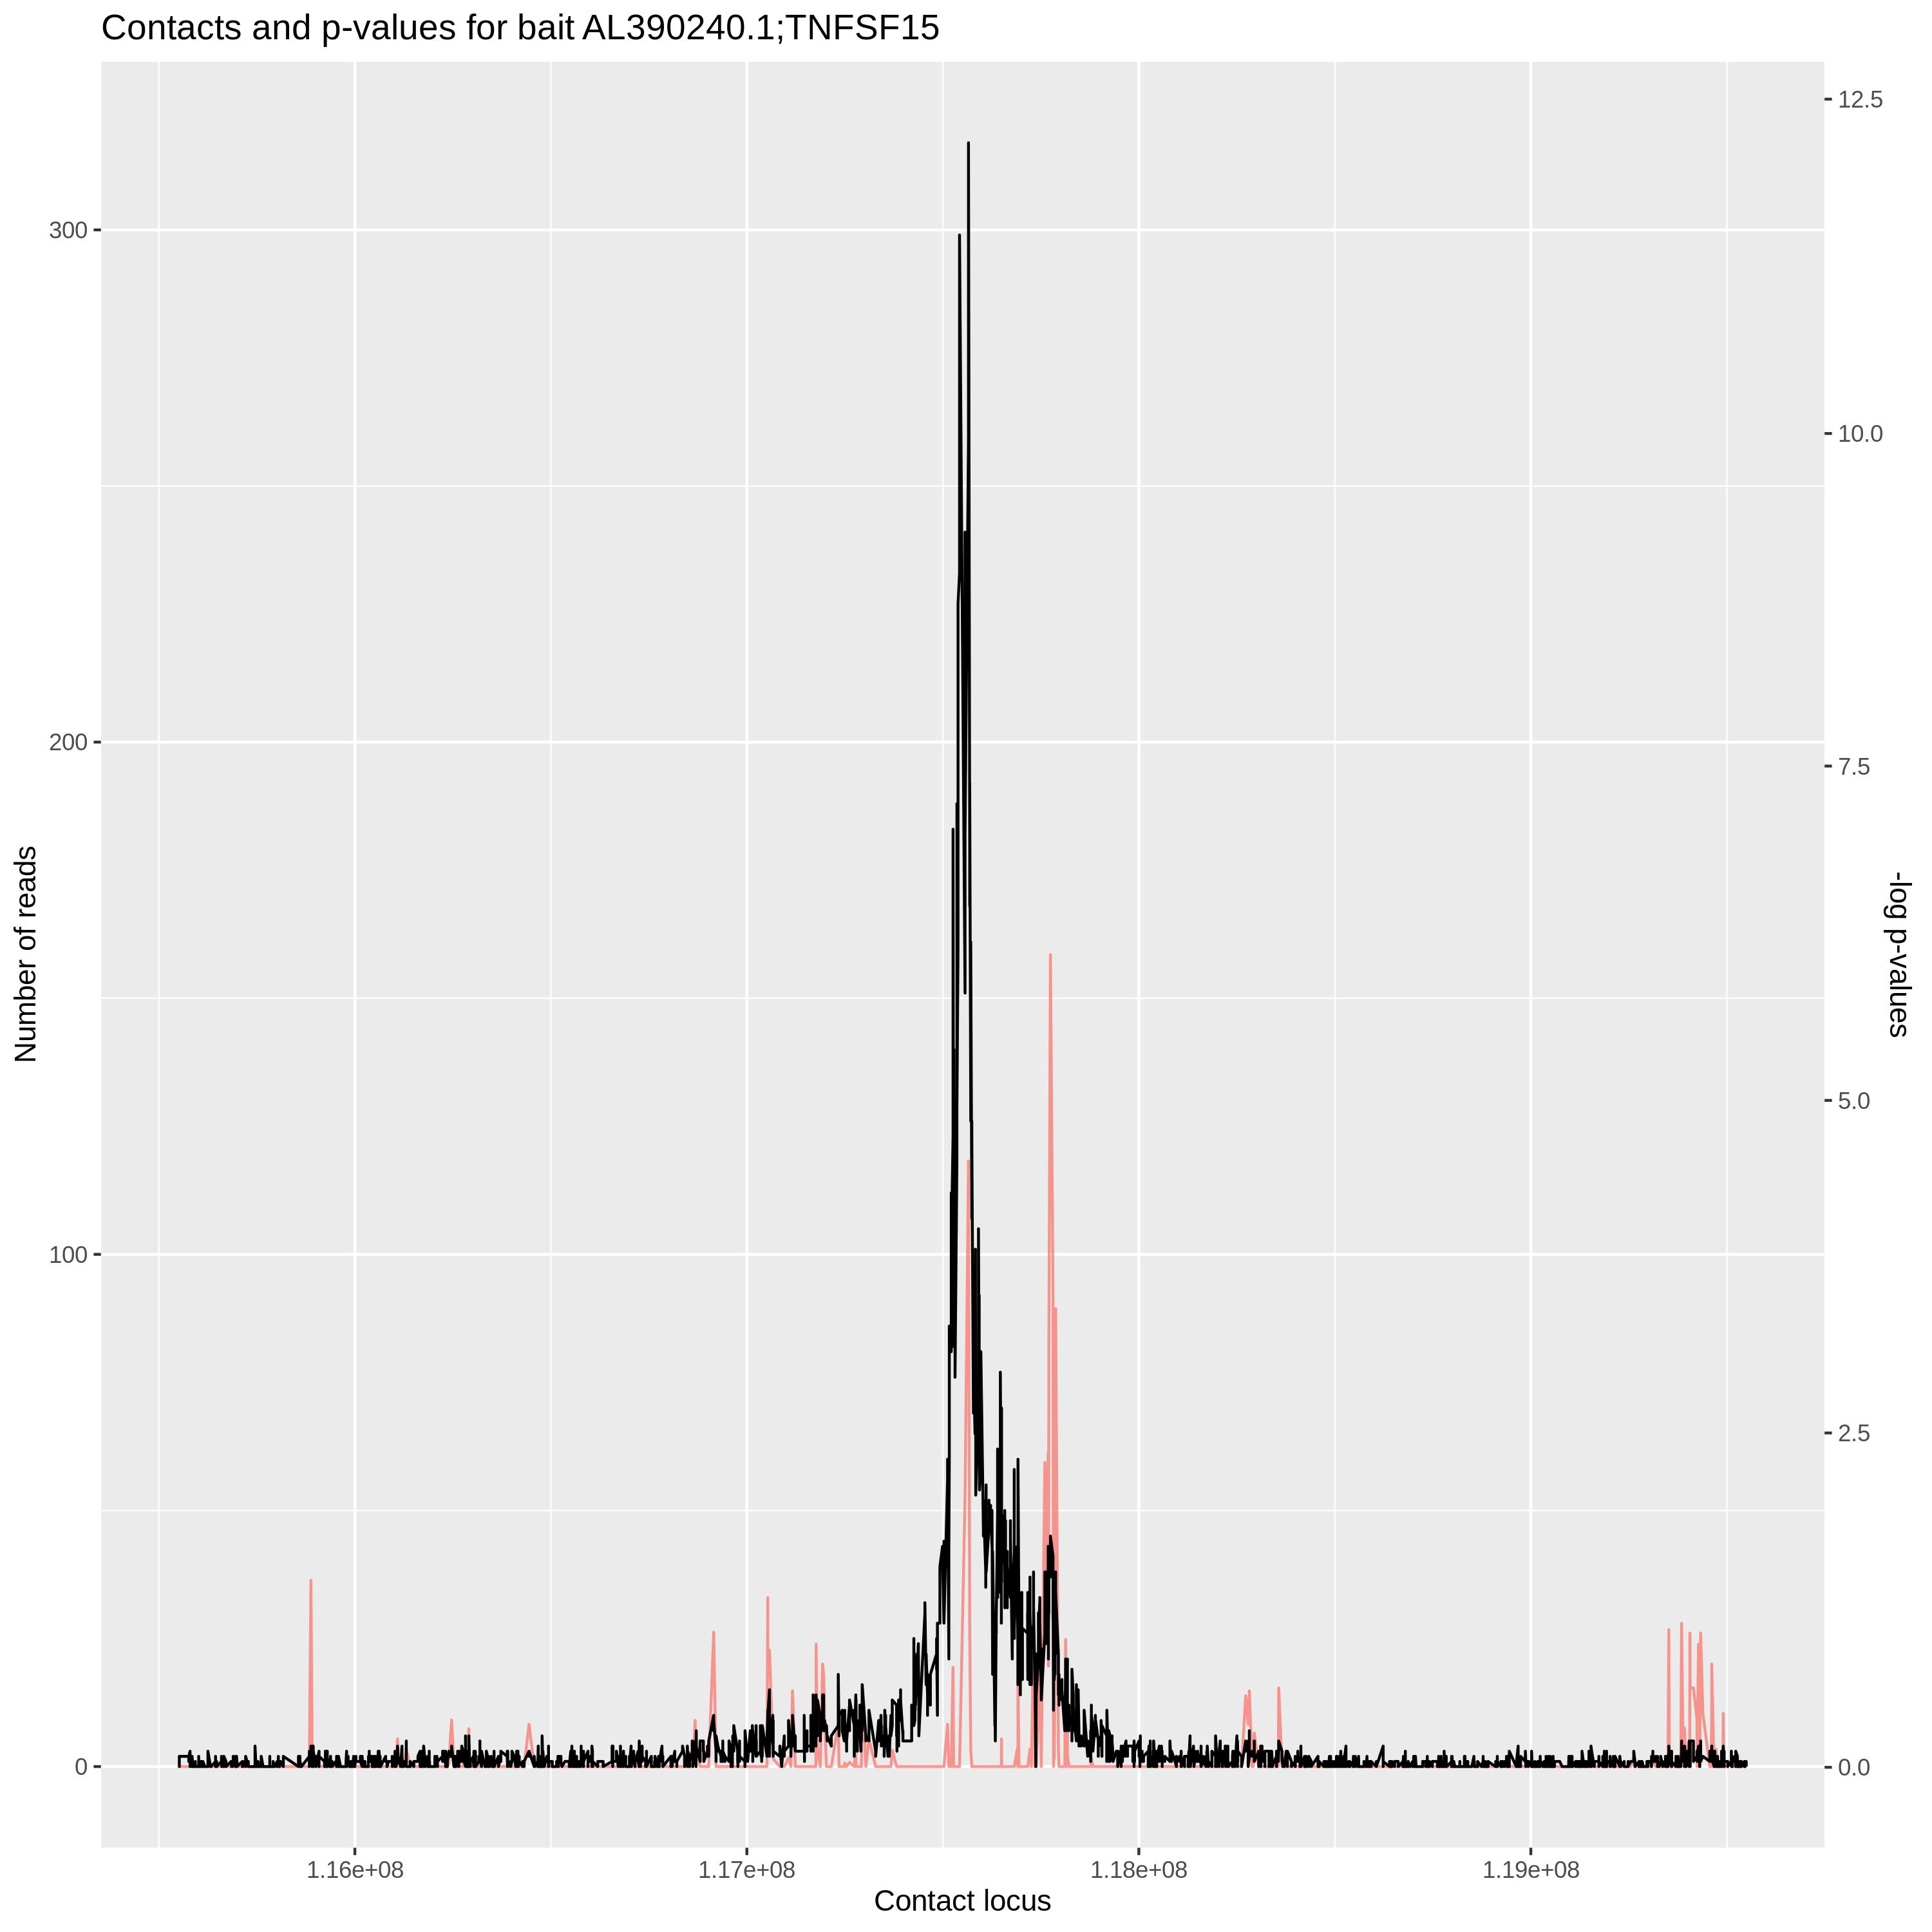 Contacts and p-values for bait AL390240.1;TNFSF15
300
200
100
0
Number of reads
12.5
10.0
7.5
5.0
2.5
0.0
-log p-values
1.16e+08
1.17e+08
1.18e+08
1.19e+08
Contact locus